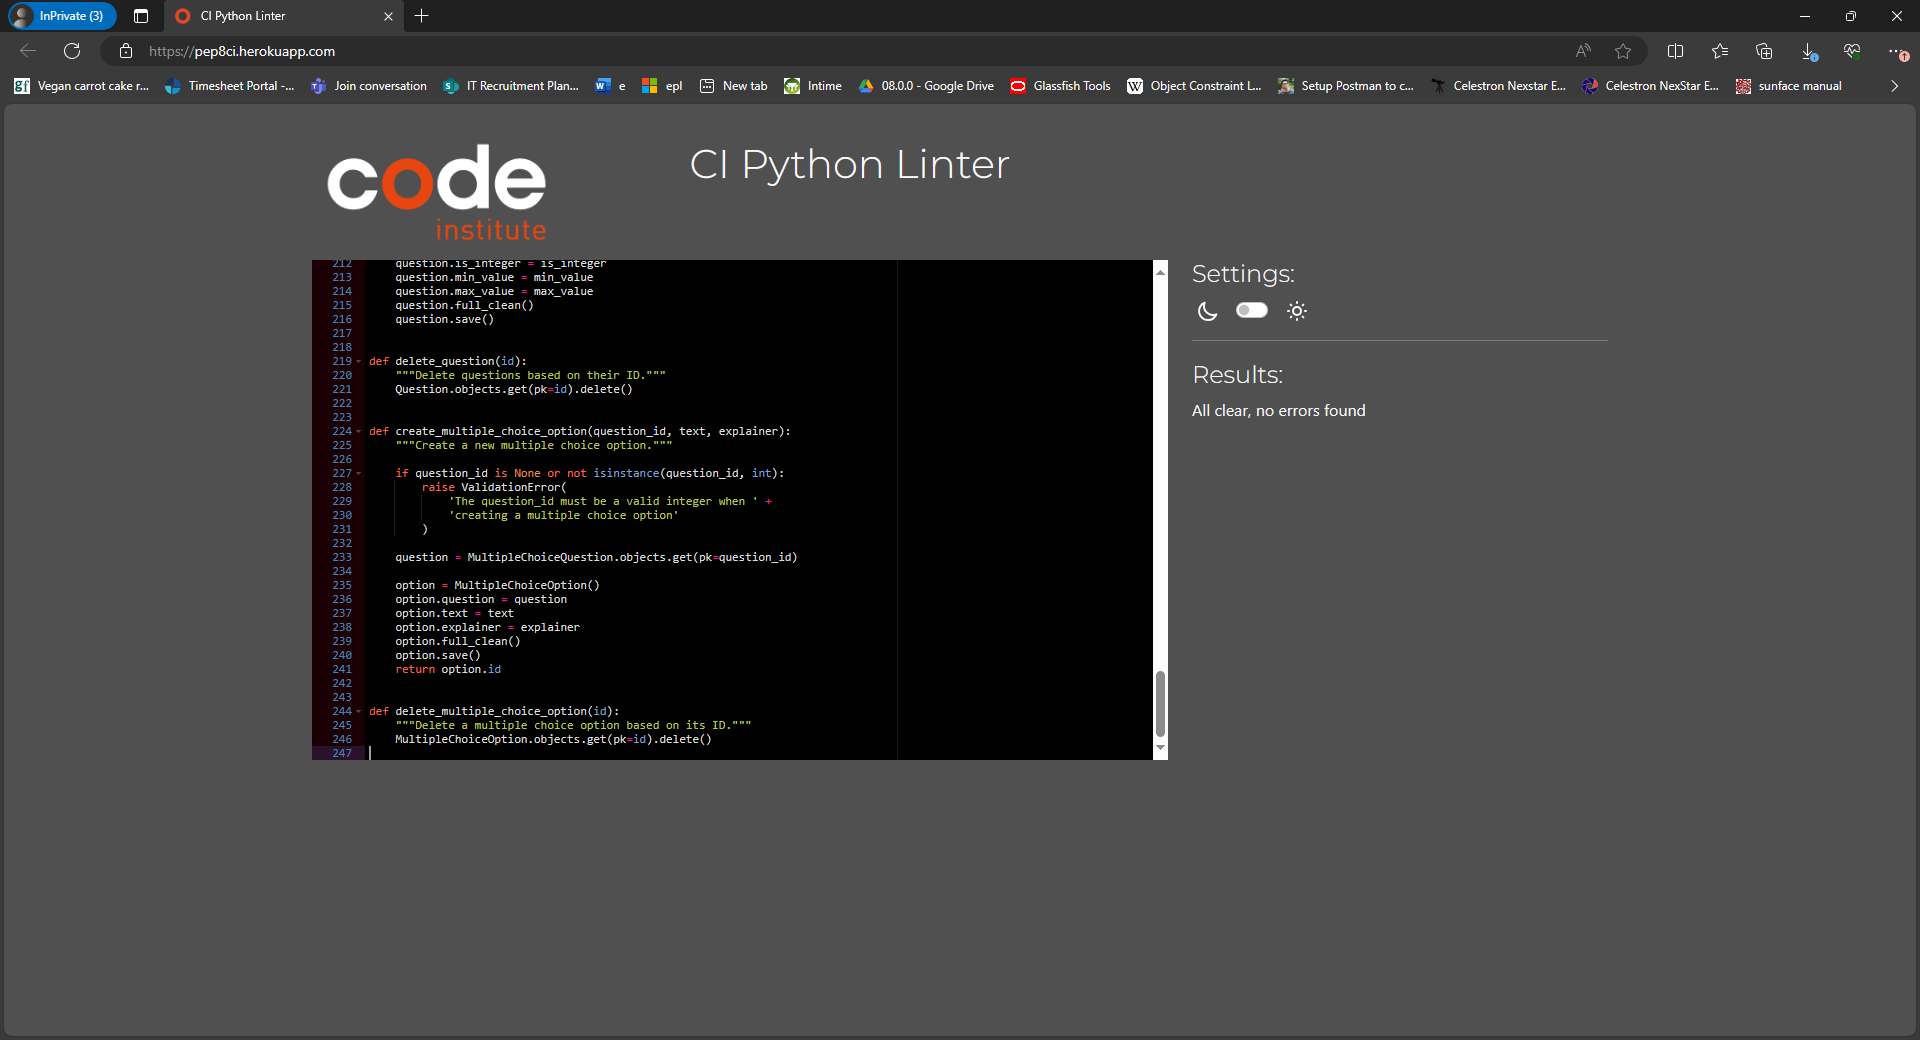 InPrivate (3)
CI Python Linter
https://pep8ci.herokuapp.com
Vegan carrot cake r...
Timesheet Portal -...
Join conversation
IT Recruitment Plan...
e
epl
New tab
Intime
08.0.0 - Google Drive
Glassfish Tools
Object Constraint L...
Setup Postman to c...
Celestron Nexstar E...
Celestron NexStar E...
sunface manual
code
institute
CI Python Linter
212     question.is_integer = is_integer
213     question.min_value = min_value
214     question.max_value = max_value
215     question.full_clean()
216     question.save()
217
218
219 def delete_question(id):
220     """Delete questions based on their ID."""
221     Question.objects.get(pk=id).delete()
222
223
224 def create_multiple_choice_option(question_id, text, explainer):
225     """Create a new multiple choice option."""
226
227     if question_id is None or not isinstance(question_id, int):
228         raise ValidationError(
229             'The question_id must be a valid integer when ' +
230             'creating a multiple choice option'
231         )
232
233     question = MultipleChoiceQuestion.objects.get(pk=question_id)
234
235     option = MultipleChoiceOption()
236     option.question = question
237     option.text = text
238     option.explainer = explainer
239     option.full_clean()
240     option.save()
241     return option.id
242
243
244 def delete_multiple_choice_option(id):
245     """Delete a multiple choice option based on its ID."""
246     MultipleChoiceOption.objects.get(pk=id).delete()
247
Settings:
Results:
All clear, no errors found